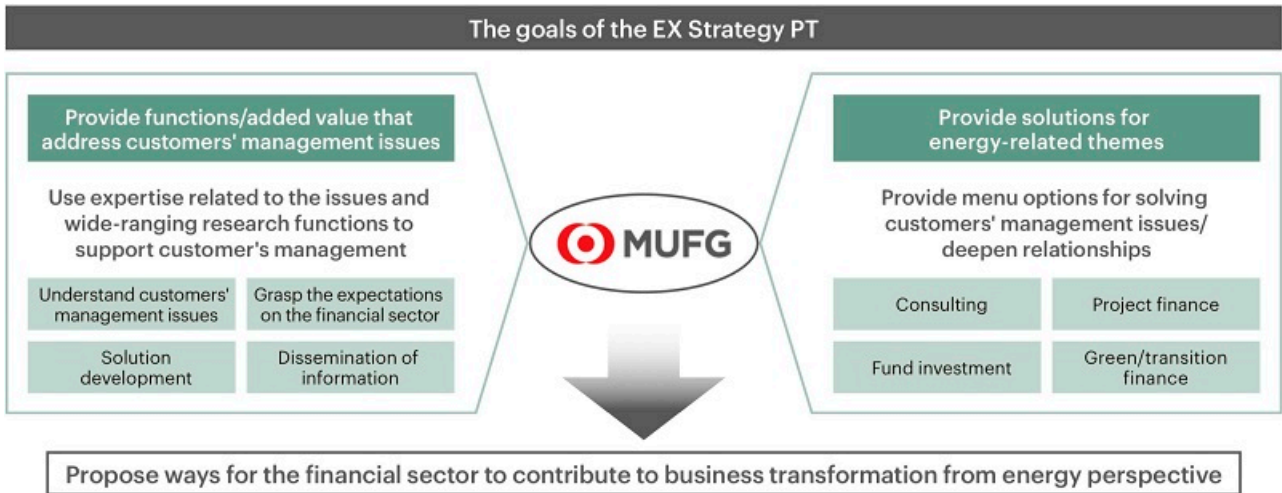 The goals of the EX Strategy PT
Provide functions/added value that
address customers' management issues
Use expertise related to the issues and
wide-ranging research functions to
support customer's management
Understand customers'
management issues
Grasp the expectations
on the financial sector
Solution
development
Dissemination of
information
MUFG
Provide solutions for
energy-related themes
Provide menu options for solving
customers' management issues/
deepen relationships
Consulting
Project finance
Fund investment
Green/transition
finance
Propose ways for the financial sector to contribute to business transformation from energy perspective